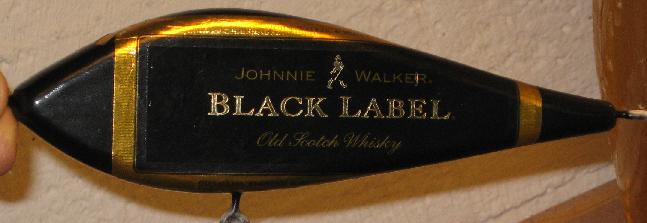 JOHNNIE WALKER.
BLACK LABEL
Old Scotch Whisky